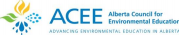 ACEE Alberta Council for
Environmental Education
ADVANCING ENVIRONMENTAL EDUCATION IN ALBERTA